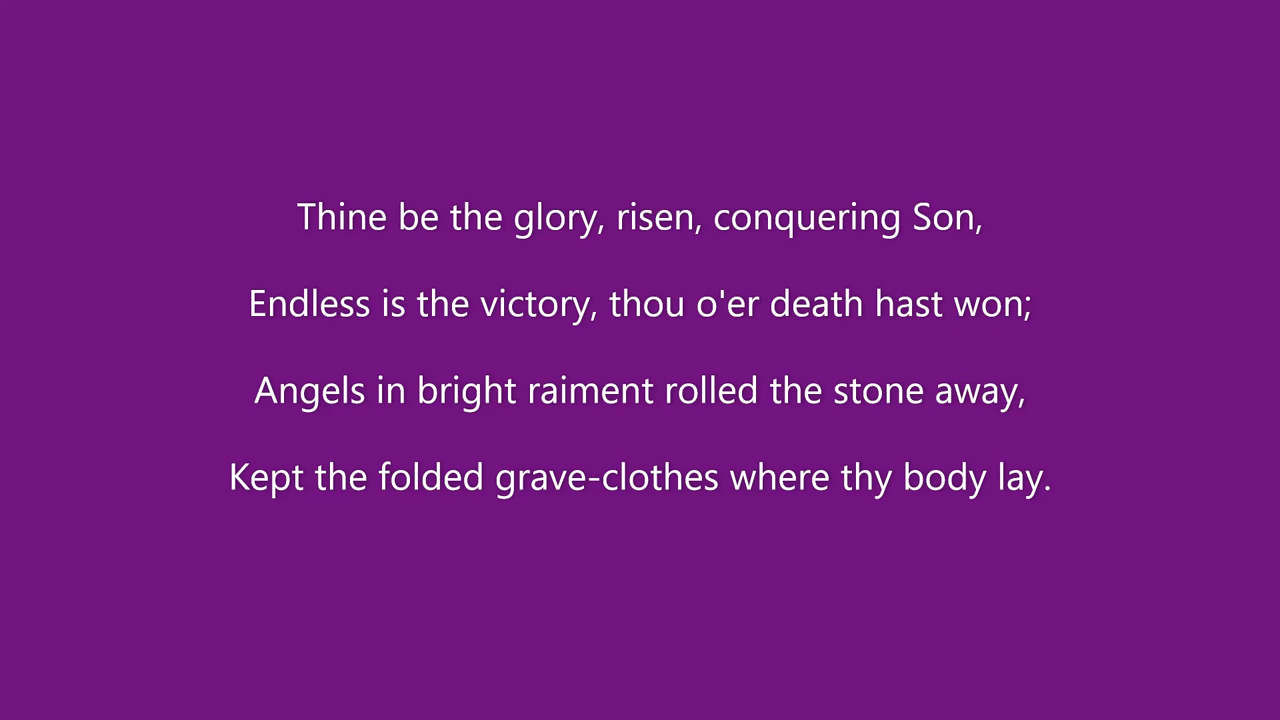 Thine be the glory, risen, conquering Son,
Endless is the victory, thou o'er death hast won;
Angels in bright raiment rolled the stone away,
Kept the folded grave-clothes where thy body lay.